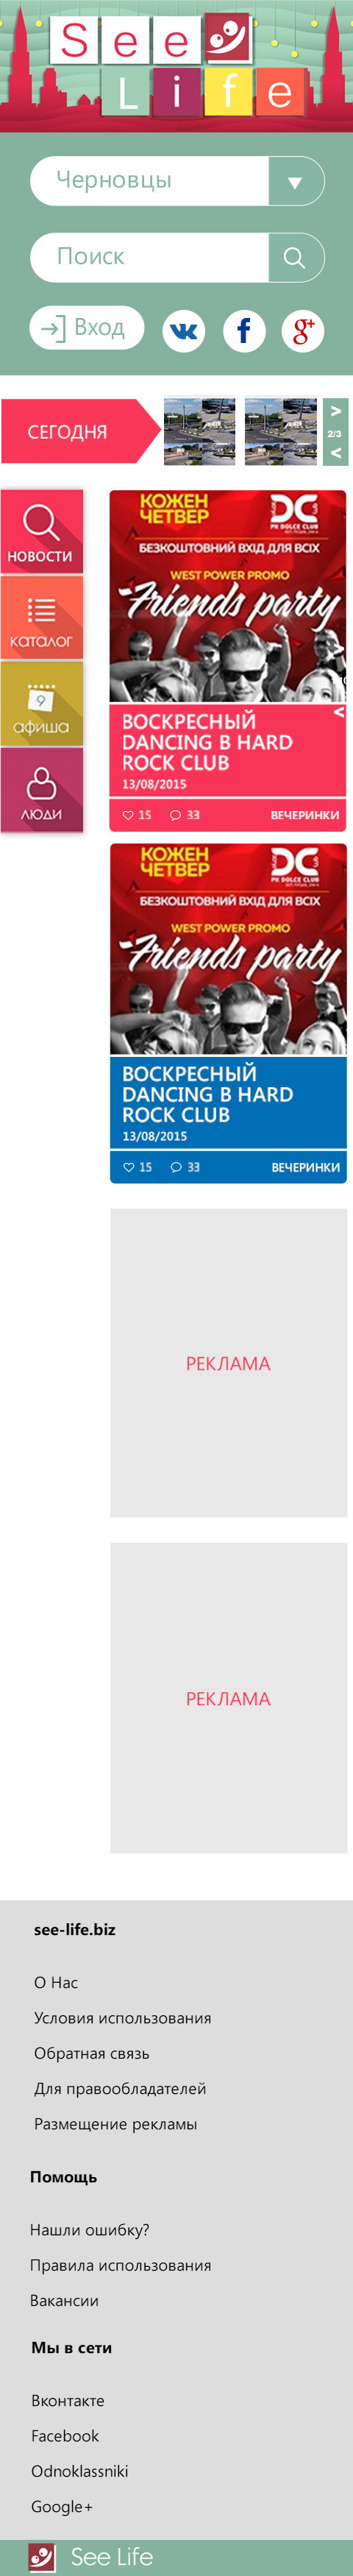 See
Life
Черновцы
Поиск
Вход
СЕГОДНЯ
2/3
НОВОСТИ
каталог
9
афиша
люди
КОЖЕН
ЧЕТВЕР
DC
PR DOLCE CLUB
БЕЗКОШТОВНИЙ ВХІД ДЛЯ ВСІХ
WEST POWER PROMO
Friends party
ВОСКРЕСНЫЙ
DANCING В HARD
ROCK CLUB
13/08/2015
15 33 ВЕЧЕРИНКИ
КОЖЕН
ЧЕТВЕР
DC
PR DOLCE CLUB
БЕЗКОШТОВНИЙ ВХІД ДЛЯ ВСІХ
WEST POWER PROMO
Friends party
ВОСКРЕСНЫЙ
DANCING В HARD
ROCK CLUB
13/08/2015
15 33 ВЕЧЕРИНКИ
РЕКЛАМА
РЕКЛАМА
see-life.biz
О Нас
Условия использования
Обратная связь
Для правообладателей
Размещение рекламы
Помощь
Нашли ошибку?
Правила использования
Вакансии
Мы в сети
Вконтакте
Facebook
Odnoklassniki
Google+
See Life